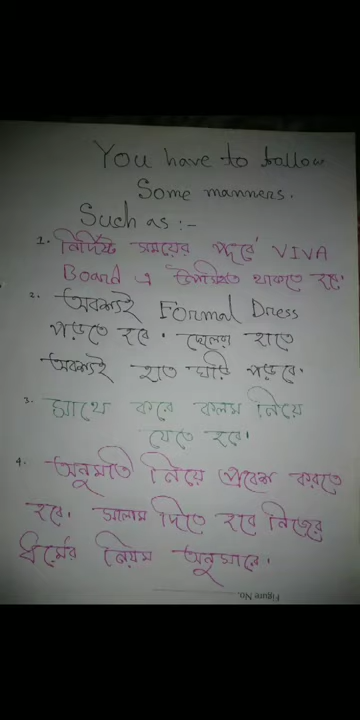 You have to follow
Some manners.
Such as :-
1. নির্দিষ্ট সময়ের পূর্বে VIVA
Board এ উপস্থিত থাকতে হবে.
2. অবশ্যই Formal Dress
পড়তে হবে. ছেলেরা হাতে
অবশ্যই হাত ঘড়ি পড়বে.
3. সাথে করে কলম নিয়ে
যেতে হবে.
4. অনুমতি নিয়ে প্রবেশ করতে
হবে. সালাম দিতে হবে নিজের
ধর্মের নিয়ম অনুসারে.
Figure No.